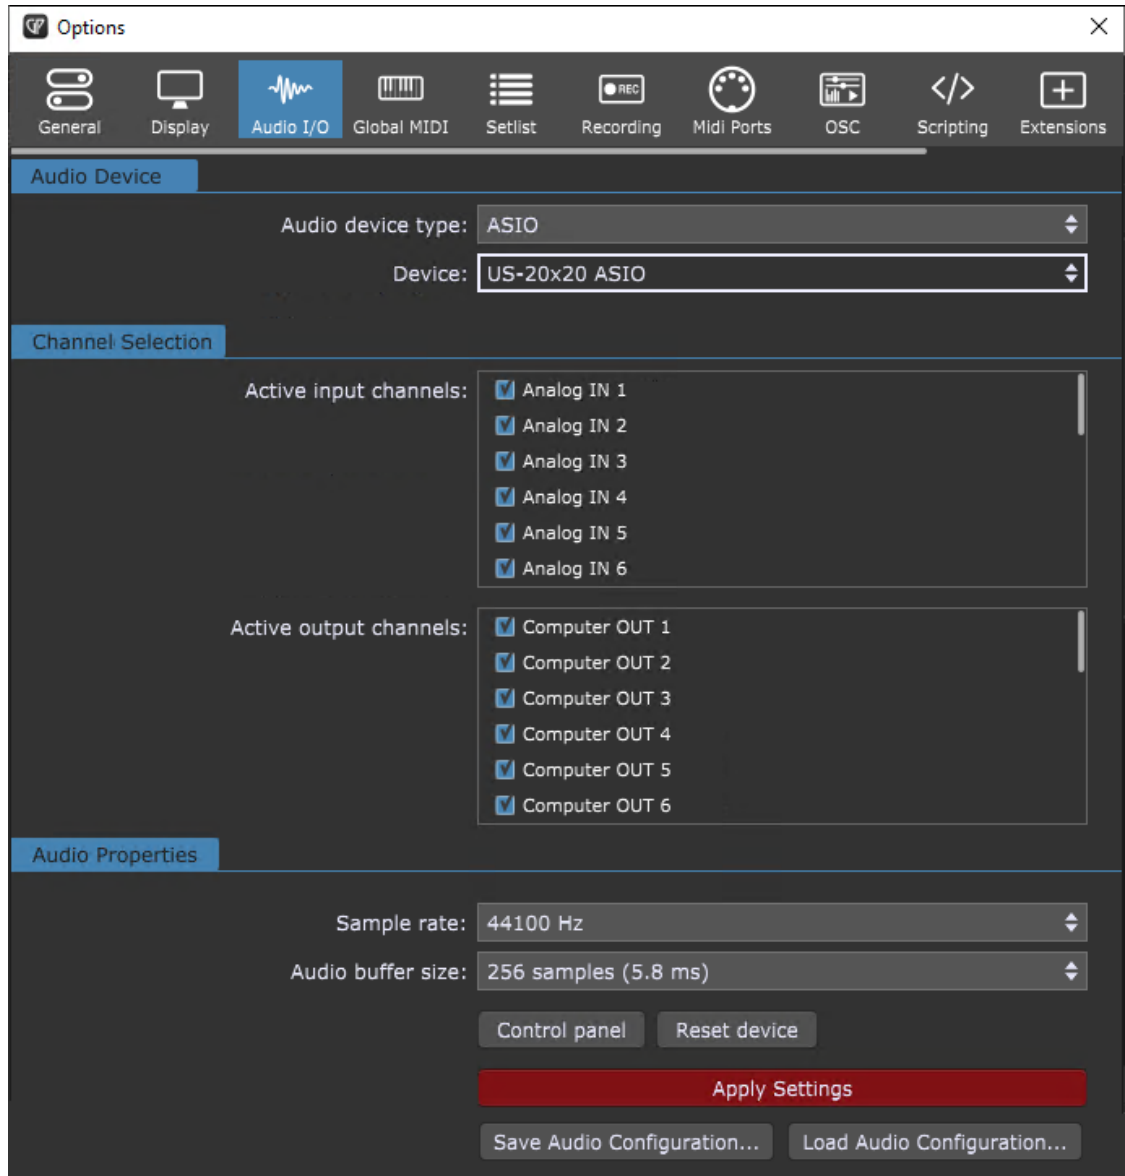 Options
General Display Audio I/O Global MIDI Setlist Recording Midi Ports OSC Scripting Extensions
REC
Audio Device
Audio device type: ASIO
Device: US-20x20 ASIO
Channel Selection
Active input channels: Analog IN 1
Analog IN 2
Analog IN 3
Analog IN 4
Analog IN 5
Analog IN 6
Active output channels: Computer OUT 1
Computer OUT 2
Computer OUT 3
Computer OUT 4
Computer OUT 5
Computer OUT 6
Audio Properties
Sample rate: 44100 Hz
Audio buffer size: 256 samples (5.8 ms)
Control panel Reset device
Apply Settings
Save Audio Configuration... Load Audio Configuration...